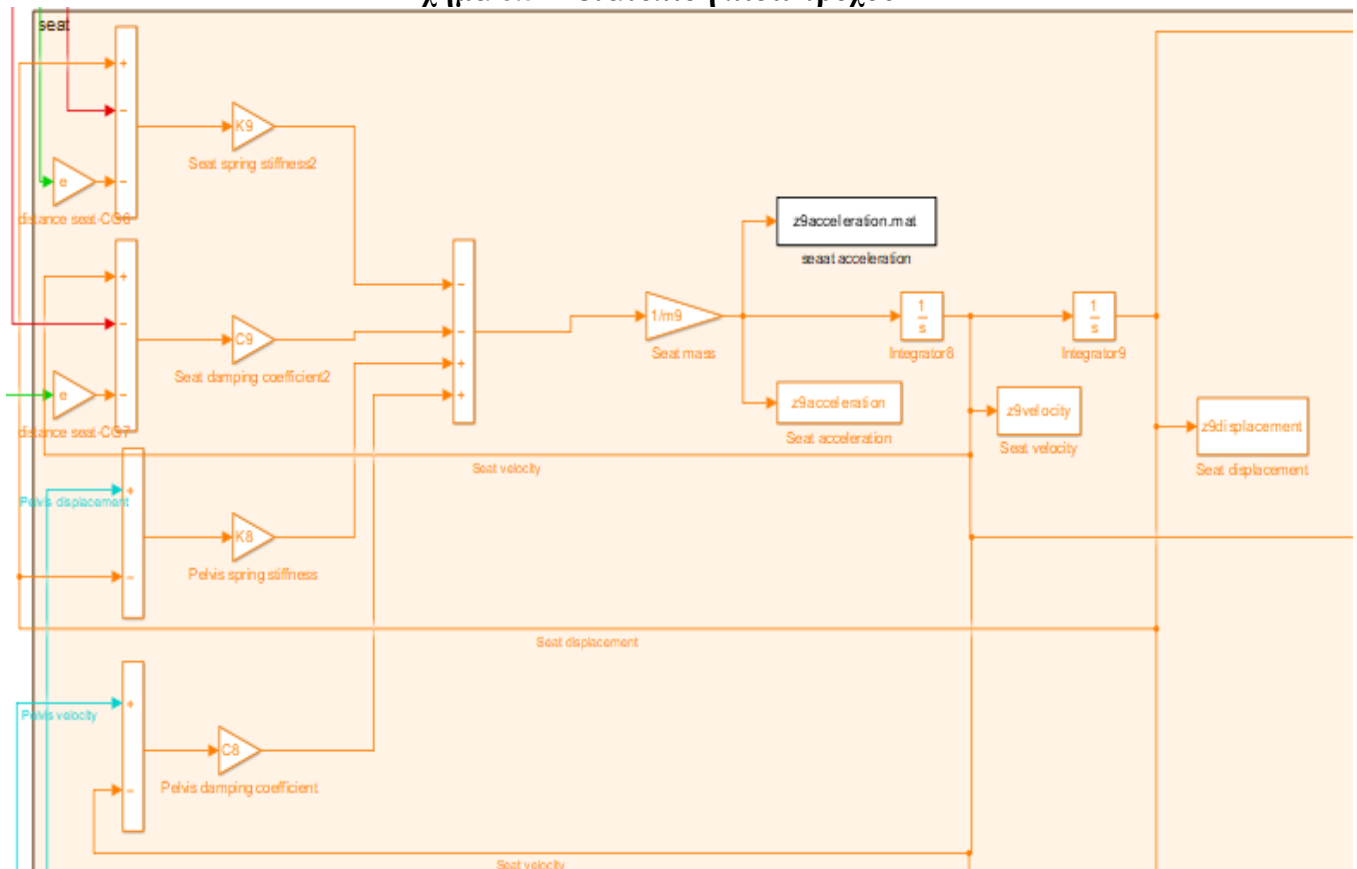 seat
+
-
e
-
distance seat-CG6
K9
Seat spring stiffness2
+
-
e
-
distance seat-CG7
C9
Seat damping coefficient2
-
-
+
+
1/m9
Seat mass
z9acceleration.mat
seaat acceleration
z9acceleration
Seat acceleration
1
s
Integrator8
1
s
Integrator9
z9velocity
Seat velocity
z9displacement
Seat displacement
Seat velocity
Pelvis displacement
+
-
K8
Pelvis spring stiffness
Seat displacement
Pelvis velocity
+
-
C8
Pelvis damping coefficient
Seat velocity